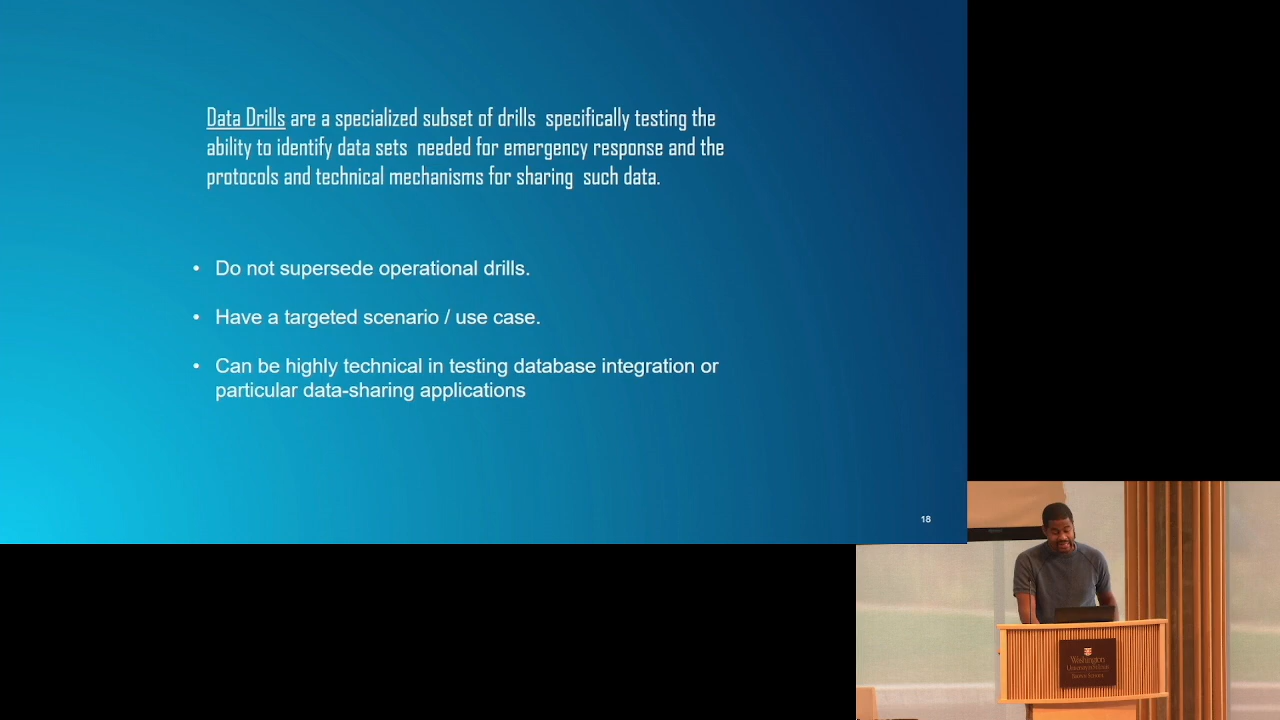 Data Drills are a specialized subset of drills specifically testing the
ability to identify data sets needed for emergency response and the
protocols and technical mechanisms for sharing such data.
• Do not supersede operational drills.
• Have a targeted scenario / use case.
• Can be highly technical in testing database integration or
particular data-sharing applications
18
Washington